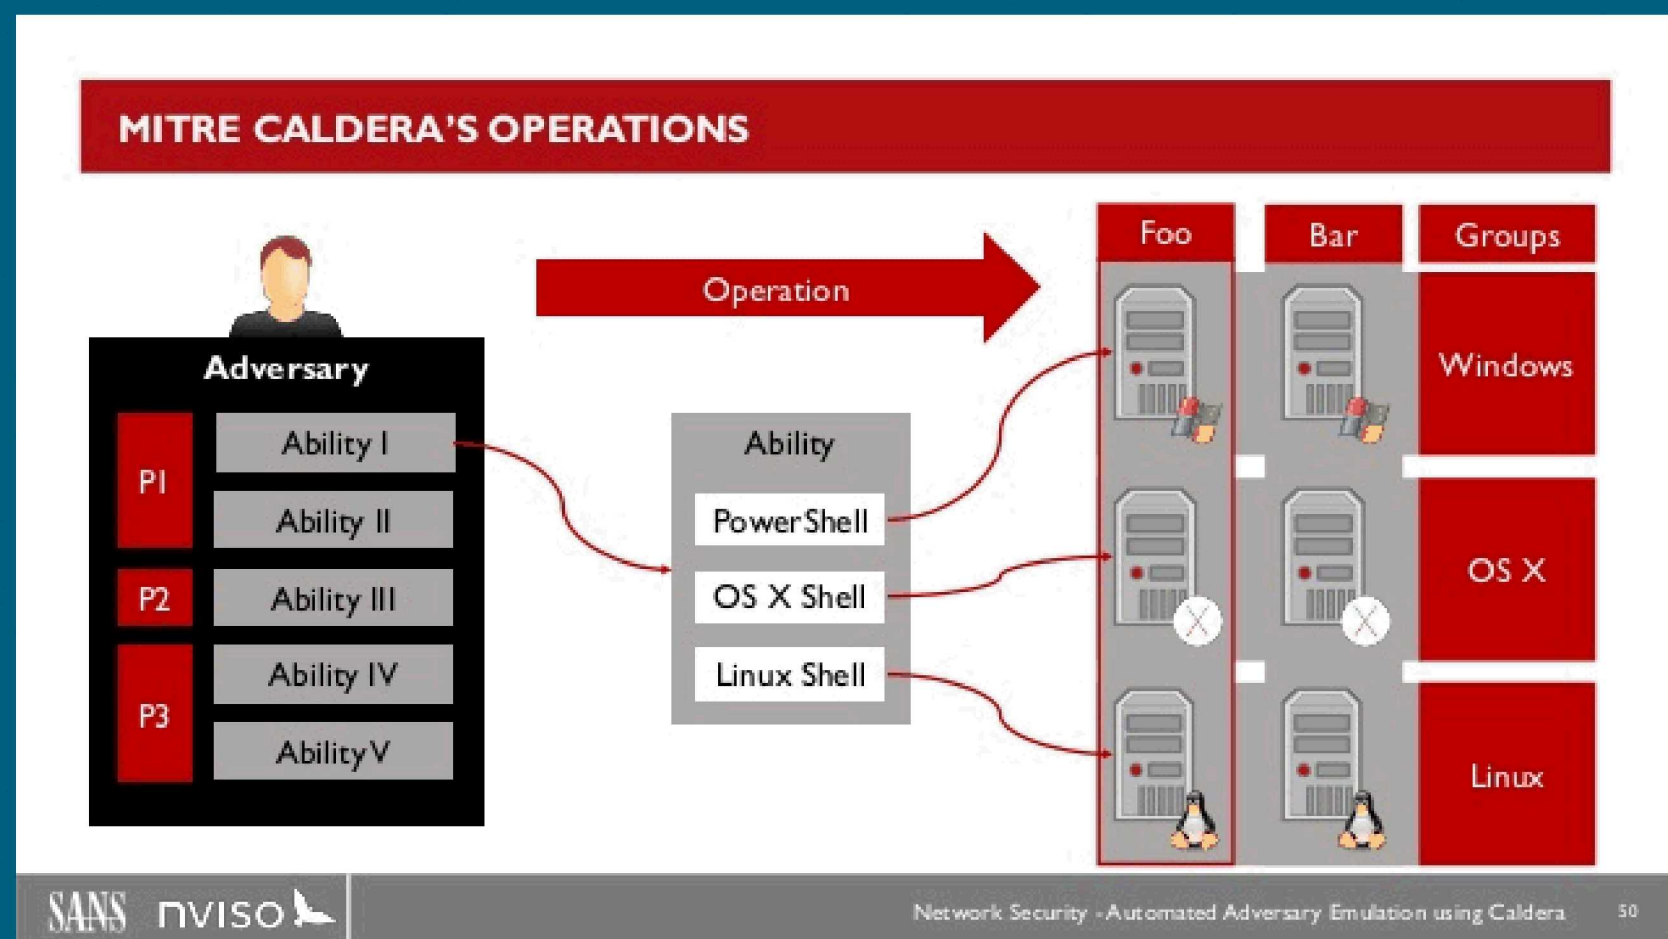 MITRE CALDERA'S OPERATIONS
Adversary
P1
Ability I
Ability II
P2
Ability III
P3
Ability IV
Ability V
Operation
Ability
PowerShell
OS X Shell
Linux Shell
Foo
Bar
Groups
Windows
OS X
Linux
SANS
nviso
Network Security - Automated Adversary Emulation using Caldera
50